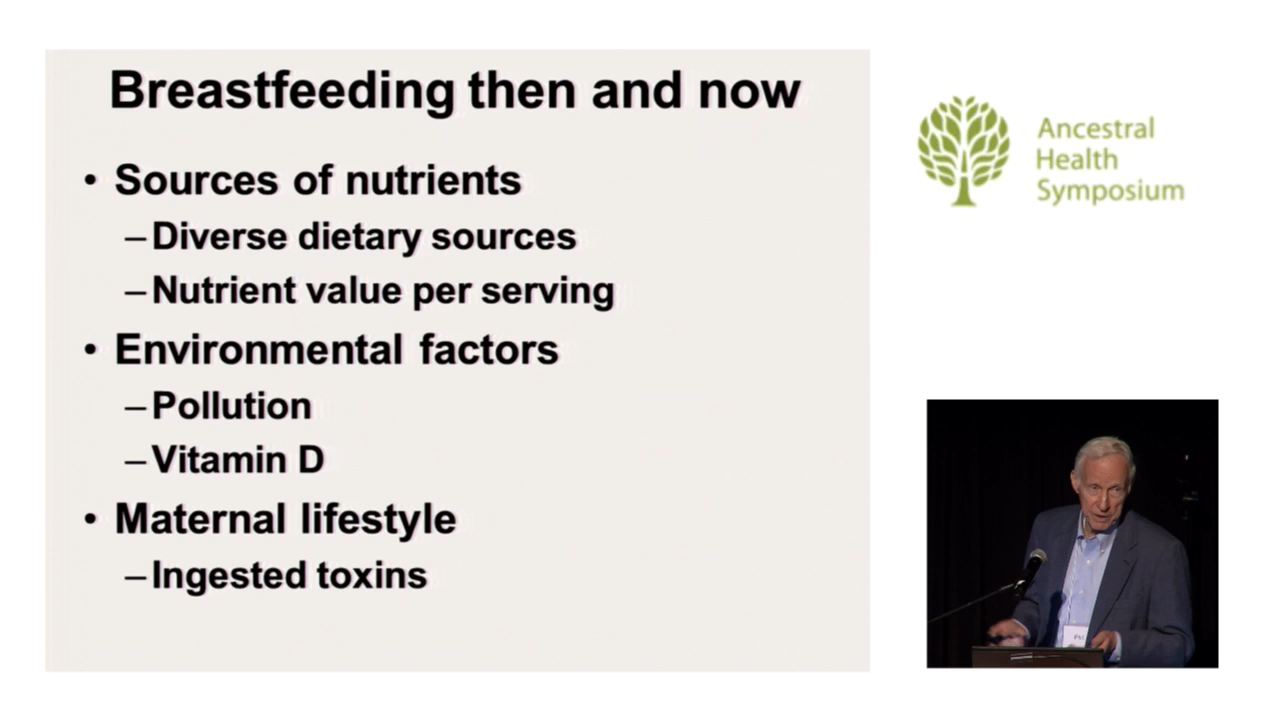 Breastfeeding then and now
• Sources of nutrients
– Diverse dietary sources
– Nutrient value per serving
• Environmental factors
– Pollution
– Vitamin D
• Maternal lifestyle
– Ingested toxins
Ancestral
Health
Symposium